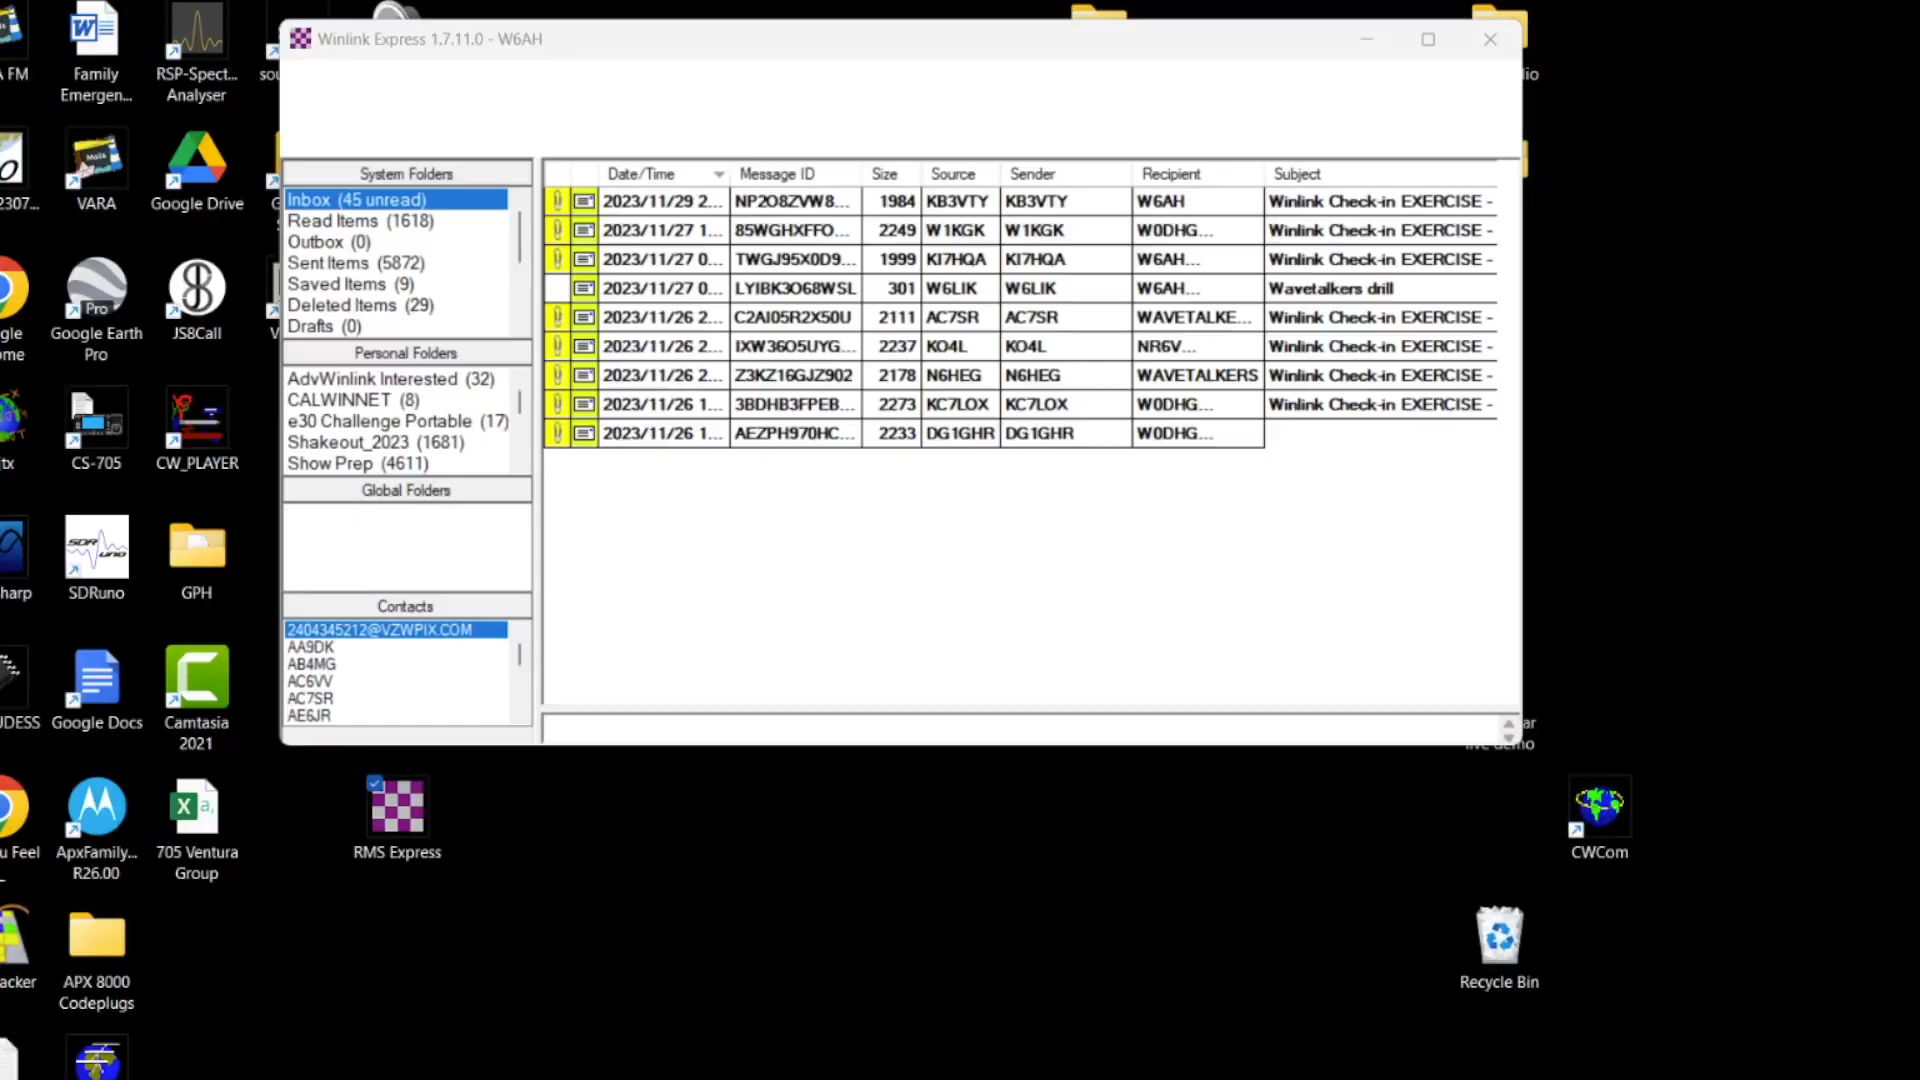 Winlink Express 1.7.11.0 - W6AH
System Folders
Inbox (45 unread)
Read Items (1618)
Outbox (0)
Sent Items (5872)
Saved Items (9)
Deleted Items (29)
Drafts (0)
Personal Folders
AdvWinlink Interested (32)
CALWINNET (8)
e30 Challenge Portable (17)
Shakeout_2023 (1681)
Show Prep (4611)
Global Folders
Contacts
2404345212@VZWPIX.COM
AA9DK
AB4MG
AC6VV
AC7SR
AE6JR
Date/Time Message ID Size Source Sender Recipient Subject
2023/11/29 2... NP2O8ZVW8... 1984 KB3VTY KB3VTY W6AH Winlink Check-in EXERCISE -
2023/11/27 1... 85WGHXFFO... 2249 W1KGK W1KGK W0DHG... Winlink Check-in EXERCISE -
2023/11/27 0... TWGJ95X0D9... 1999 KI7HQA KI7HQA W6AH... Winlink Check-in EXERCISE -
2023/11/27 0... LYIBK3O68WSL 301 W6LIK W6LIK W6AH... Wavetalkers drill
2023/11/26 2... C2AI05R2X50U 2111 AC7SR AC7SR WAVETALKE... Winlink Check-in EXERCISE -
2023/11/26 2... IXW36O5UYG... 2237 KO4L KO4L NR6V... Winlink Check-in EXERCISE -
2023/11/26 2... Z3KZ16GJZ902 2178 N6HEG N6HEG WAVETALKERS Winlink Check-in EXERCISE -
2023/11/26 1... 3BDHB3FPEB... 2273 KC7LOX KC7LOX W0DHG... Winlink Check-in EXERCISE -
2023/11/26 1... AEZPH970HC... 2233 DG1GHR DG1GHR W0DHG...
A FM
Family
Emergen...
RSP-Spect...
Analyser
sou
io
2307...
VARA
Google Drive
gle
ome
Pro
Google Earth
Pro
JS8Call
tx
CS-705
CW_PLAYER
harp
SDRuno
GPH
UDESS
Google Docs
Camtasia
2021
ar
live demo
u Feel
ApxFamily...
R26.00
705 Ventura
Group
RMS Express
CWCom
acker
APX 8000
Codeplugs
Recycle Bin